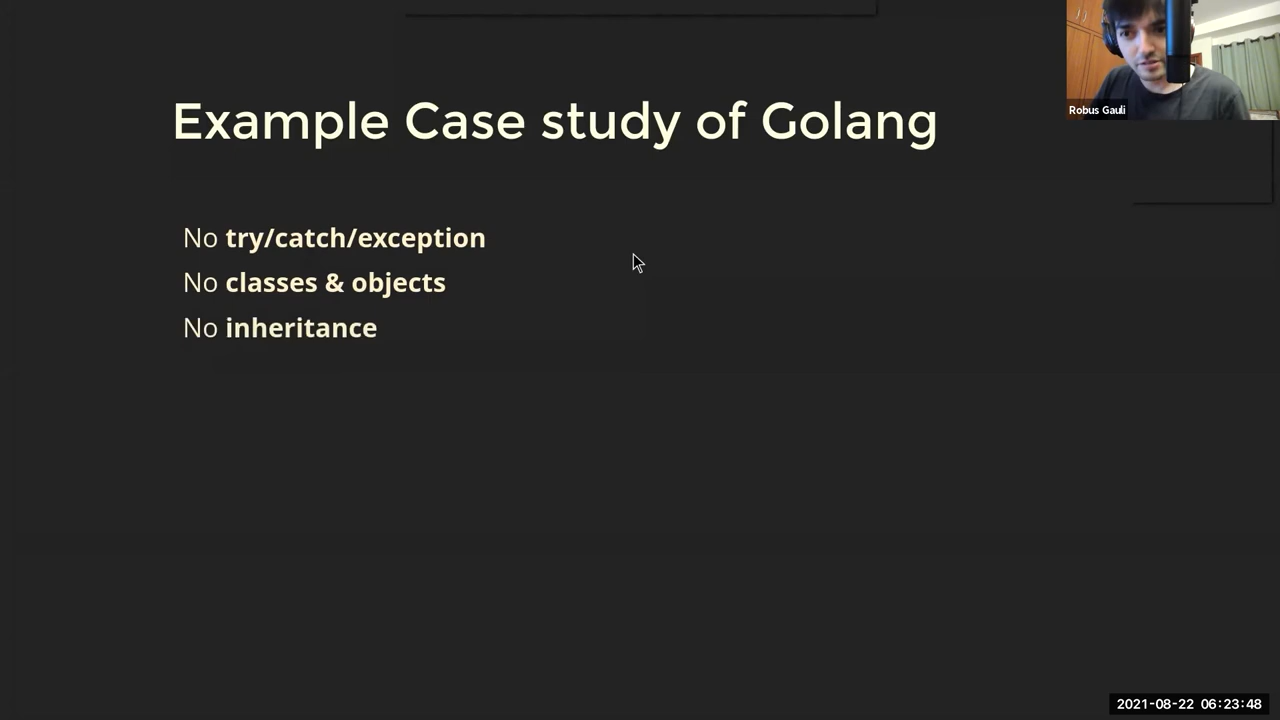 Example Case study of Golang
Robus Gauli
No try/catch/exception
No classes & objects
No inheritance
2021-08-22 06:23:48